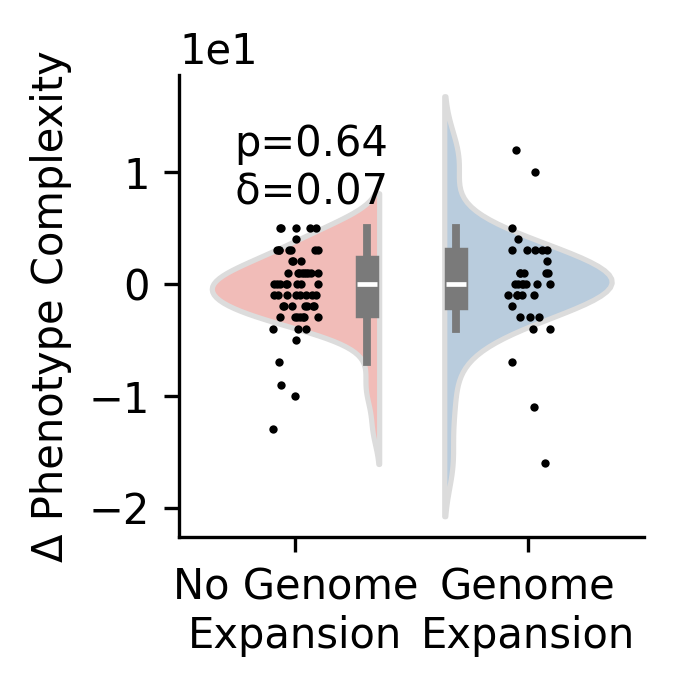 1e1
Δ Phenotype Complexity
p=0.64
δ=0.07
1
0
−1
−2
No Genome
Expansion
Genome
Expansion